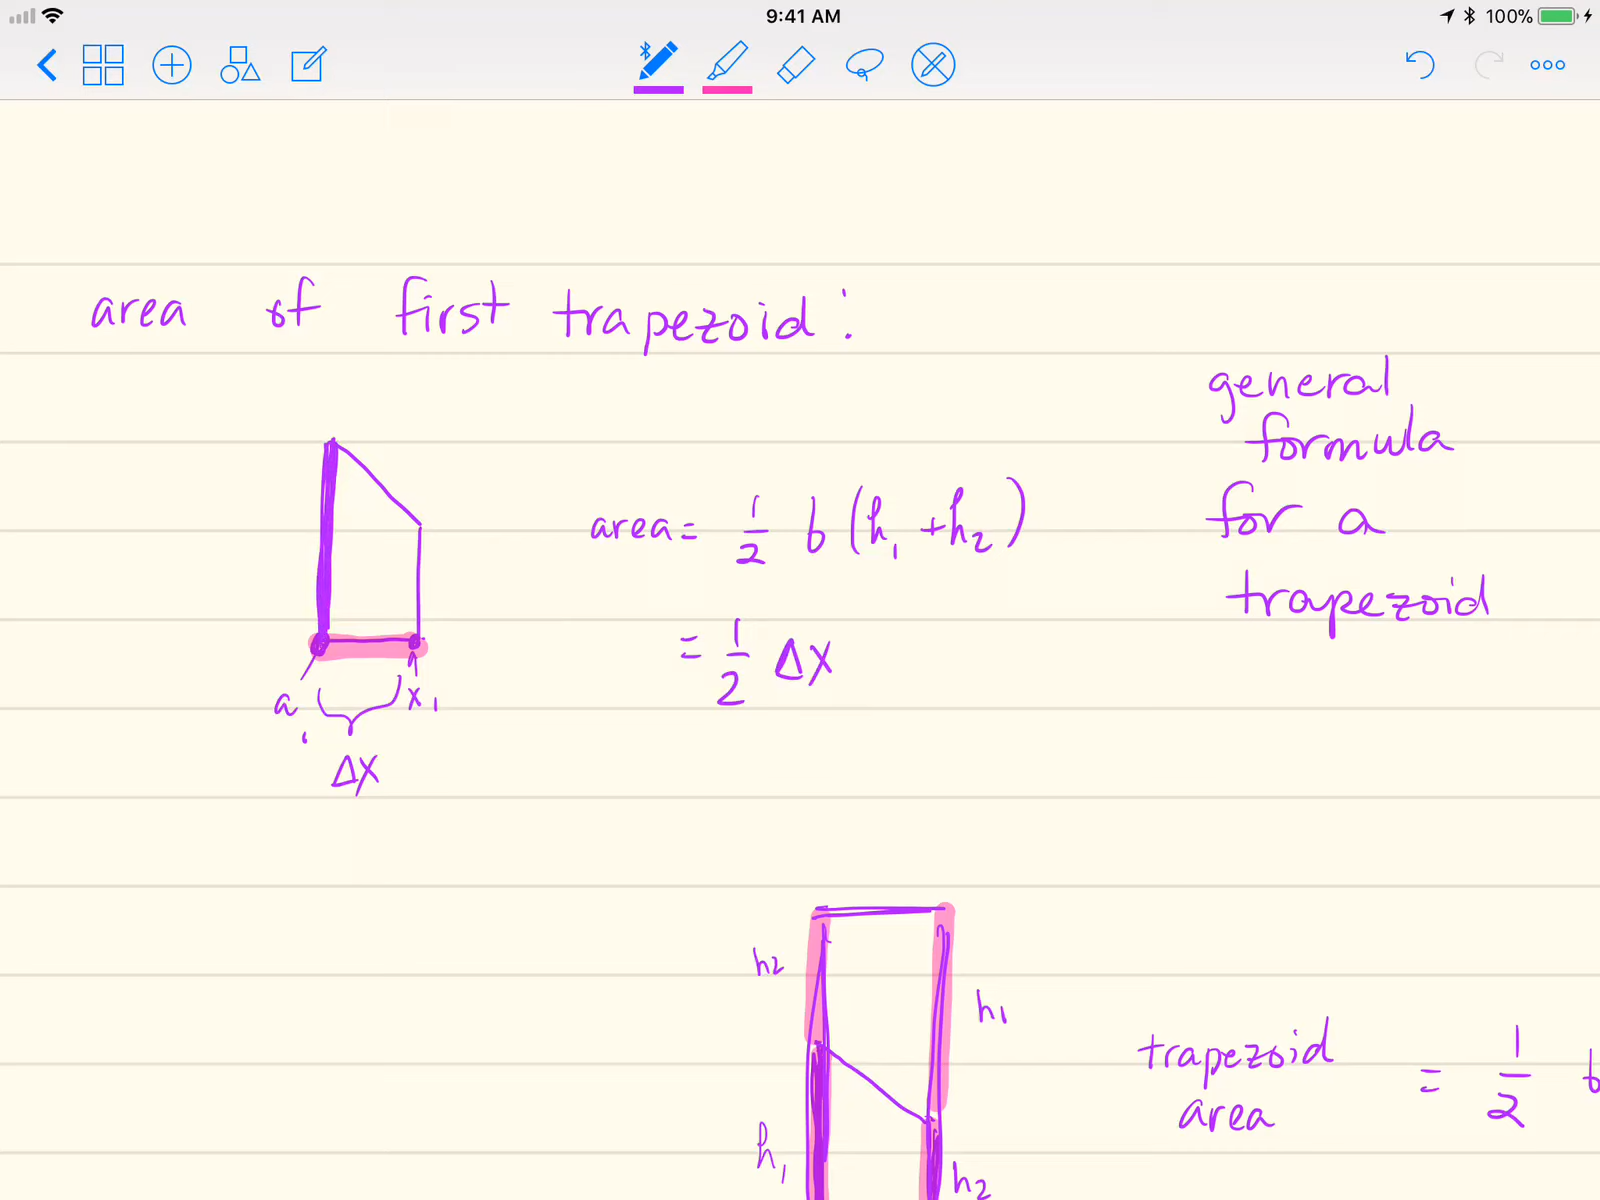 9:41 AM
100%
area of first trapezoid:
general
formula
for a
trapezoid
area = 1/2 b (h₁ + h₂)
= 1/2 Δx
a
x₁
Δx
h₂
h₁
h₁
h₂
trapezoid
area
= 1/2 b